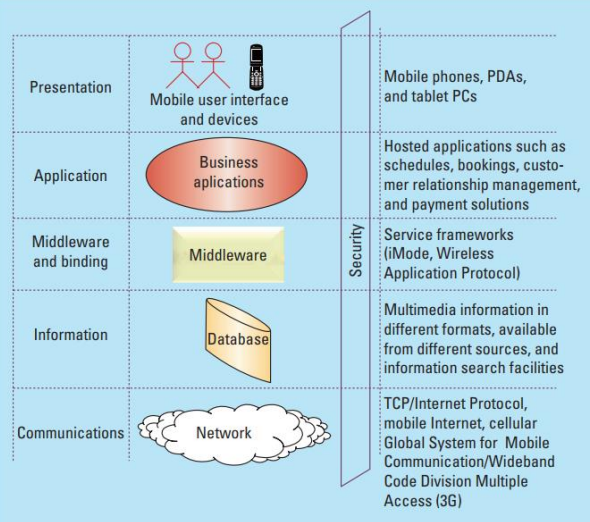 Presentation
Mobile user interface
and devices
Mobile phones, PDAs,
and tablet PCs
Application
Business
aplications
Hosted applications such as
schedules, bookings, custo-
mer relationship management,
and payment solutions
Middleware
and binding
Middleware
Security
Service frameworks
(iMode, Wireless
Application Protocol)
Information
Database
Multimedia information in
different formats, available
from different sources, and
information search facilities
Communications
Network
TCP/Internet Protocol,
mobile Internet, cellular
Global System for Mobile
Communication/Wideband
Code Division Multiple
Access (3G)